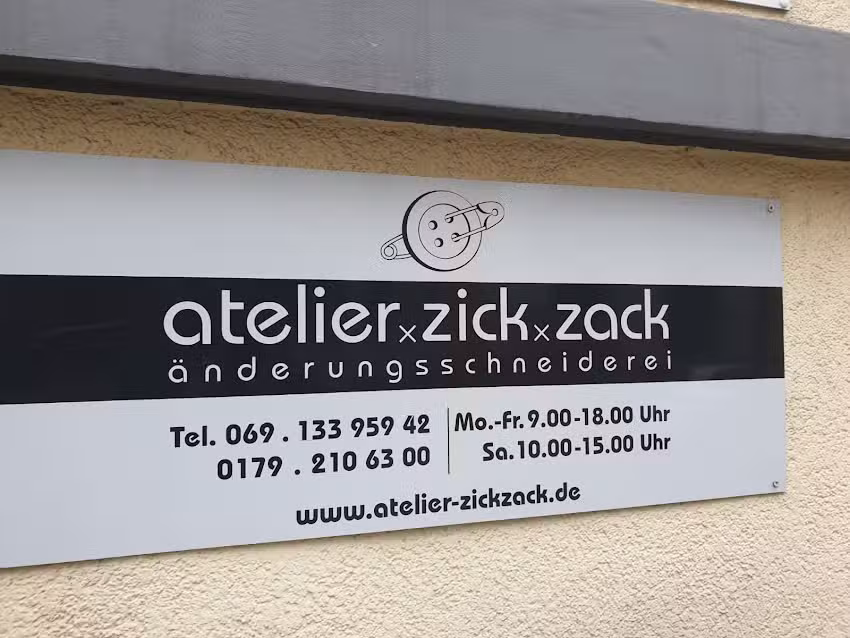 atelier x zick x zack
änderungsschneiderei
Tel. 069 . 133 959 42
0179 . 210 63 00
Mo.-Fr. 9.00-18.00 Uhr
Sa. 10.00-15.00 Uhr
www.atelier-zickzack.de